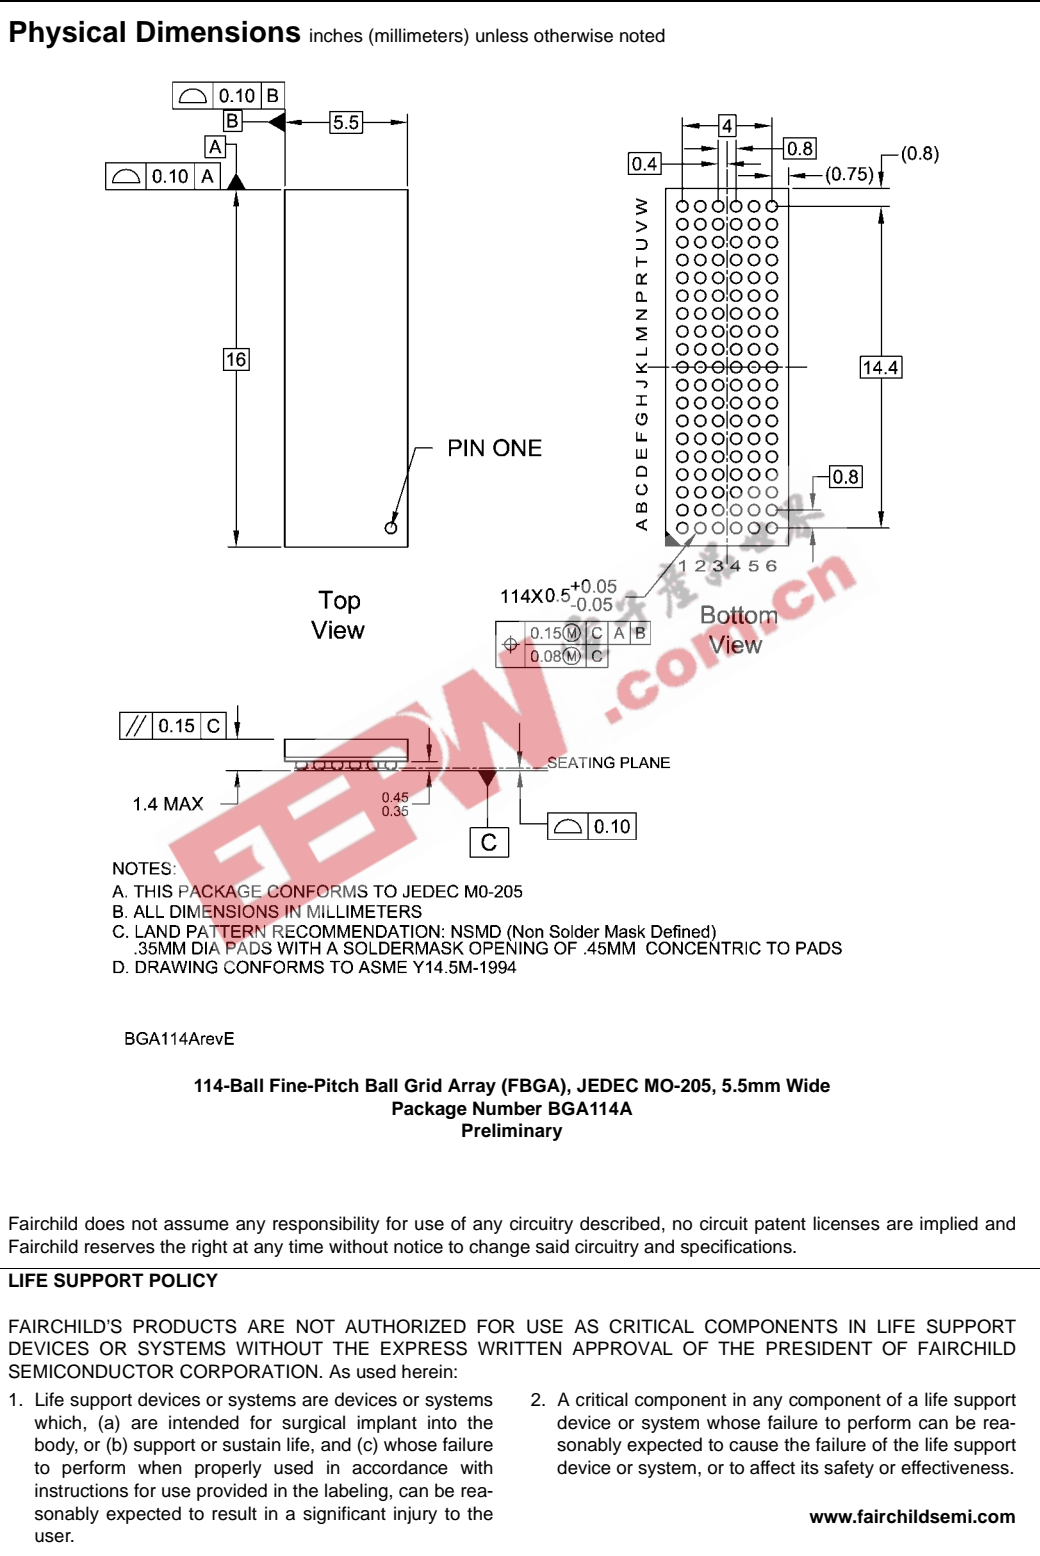 Physical Dimensions inches (millimeters) unless otherwise noted
0.10 B
B
5.5
A
0.10 A
16
PIN ONE
Top
View
4
0.8
0.4
(0.8)
(0.75)
W
V
U
T
R
P
N
M
L
K
J
H
G
F
E
D
C
B
A
14.4
0.8
1 2 3 4 5 6
114X0.5 +0.05
-0.05
0.15 M C A B
0.08 M C
Bottom
View
电子产品世界
EEPW.com.cn
// 0.15 C
SEATING PLANE
1.4 MAX
0.45
0.35
0.10
C
NOTES:
A. THIS PACKAGE CONFORMS TO JEDEC M0-205
B. ALL DIMENSIONS IN MILLIMETERS
C. LAND PATTERN RECOMMENDATION: NSMD (Non Solder Mask Defined)
.35MM DIA PADS WITH A SOLDERMASK OPENING OF .45MM CONCENTRIC TO PADS
D. DRAWING CONFORMS TO ASME Y14.5M-1994
BGA114ArevE
114-Ball Fine-Pitch Ball Grid Array (FBGA), JEDEC MO-205, 5.5mm Wide
Package Number BGA114A
Preliminary
Fairchild does not assume any responsibility for use of any circuitry described, no circuit patent licenses are implied and
Fairchild reserves the right at any time without notice to change said circuitry and specifications.
LIFE SUPPORT POLICY
FAIRCHILD'S PRODUCTS ARE NOT AUTHORIZED FOR USE AS CRITICAL COMPONENTS IN LIFE SUPPORT
DEVICES OR SYSTEMS WITHOUT THE EXPRESS WRITTEN APPROVAL OF THE PRESIDENT OF FAIRCHILD
SEMICONDUCTOR CORPORATION. As used herein:
1. Life support devices or systems are devices or systems
which, (a) are intended for surgical implant into the
body, or (b) support or sustain life, and (c) whose failure
to perform when properly used in accordance with
instructions for use provided in the labeling, can be rea-
sonably expected to result in a significant injury to the
user.
2. A critical component in any component of a life support
device or system whose failure to perform can be rea-
sonably expected to cause the failure of the life support
device or system, or to affect its safety or effectiveness.
www.fairchildsemi.com